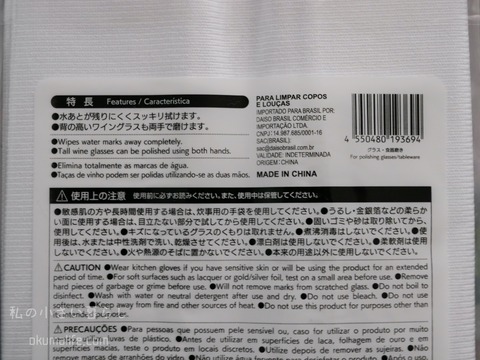 特長 Features / Característica
●水あとが残りにくくスッキリ拭けます。
●背の高いワイングラスも両手で磨けます。
●Wipes water marks away completely.
●Tall wine glasses can be polished using both hands.
●Elimina totalmente as marcas de água.
●Taças de vinho podem ser polidas utilizando-se as duas mãos.
PARA LIMPAR COPOS
E LOUÇAS
IMPORTADO PARA BRASIL POR:
DAISO BRASIL COMÉRCIO E
IMPORTAÇÃO LTDA.
CNPJ:14.987.685/0001-16
SAC(BRASIL):
sac@daisobrasil.com.br
VALIDADE: INDETERMINADA
ORIGEM:CHINA
MADE IN CHINA
4 550480 193694
グラス・食器磨き
For polishing glasses/tableware
⚠使用上の注意 使用前に必ずお読みください。また、使用中は保管してください。
●敏感肌の方や長時間使用する場合は、炊事用の手袋を使用してください。●うるし・金銀箔などの柔らか
い面に使用する場合は、目立たない部分で試してから使用してください。●固いゴミや砂は取り除いてから、
使用してください。●キズになっているグラスのくもりは取れません。●煮沸消毒はしないでください。●使
用後は、水または中性洗剤で洗い、乾燥させてください。●漂白剤は使用しないでください。●柔軟剤は使用し
ないでください。●火や熱源のそばに置かないでください。●本来の用途以外に使用しないでください。
⚠CAUTION ●Wear kitchen gloves if you have sensitive skin or will be using the product for an extended
period of time. ●For soft surfaces such as lacquer or gold/silver foil, test on a small area before use. ●Remove
hard pieces of garbage or grime before use. ●Will not remove marks from scratched glass. ●Do not boil to
disinfect. ●Wash with water or neutral detergent after use and dry. ●Do not use bleach. ●Do not use
softeners. ●Keep away from fire and other sources of heat. ●Do not use this product for other than its
⚠PRECAUÇÕES ●Para pessoas que possuem pele sensível ou, caso for utilizar o produto por muito
luvas de plástico. ●Antes de utilizar em superfícies de laca, folhado
okumaike.com